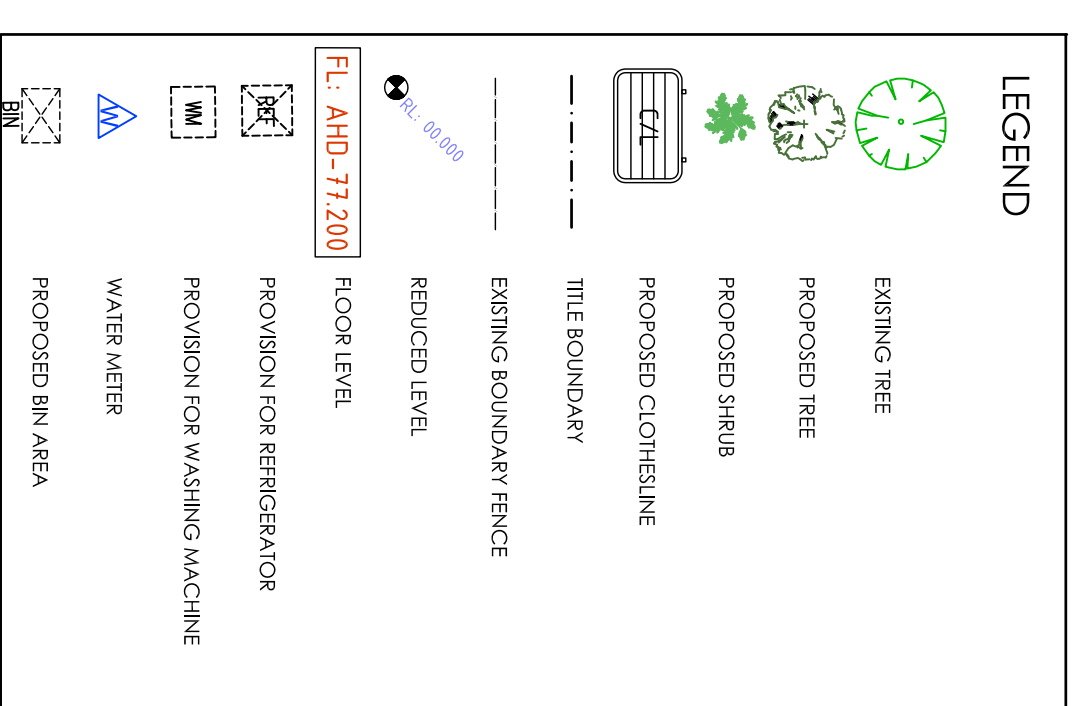 LEGEND
EXISTING TREE
PROPOSED TREE
PROPOSED SHRUB
C/L PROPOSED CLOTHESLINE
TITLE BOUNDARY
EXISTING BOUNDARY FENCE
RL: 00.000 REDUCED LEVEL
FL: AHD-77.200 FLOOR LEVEL
REF PROVISION FOR REFRIGERATOR
WM PROVISION FOR WASHING MACHINE
W WATER METER
BIN PROPOSED BIN AREA